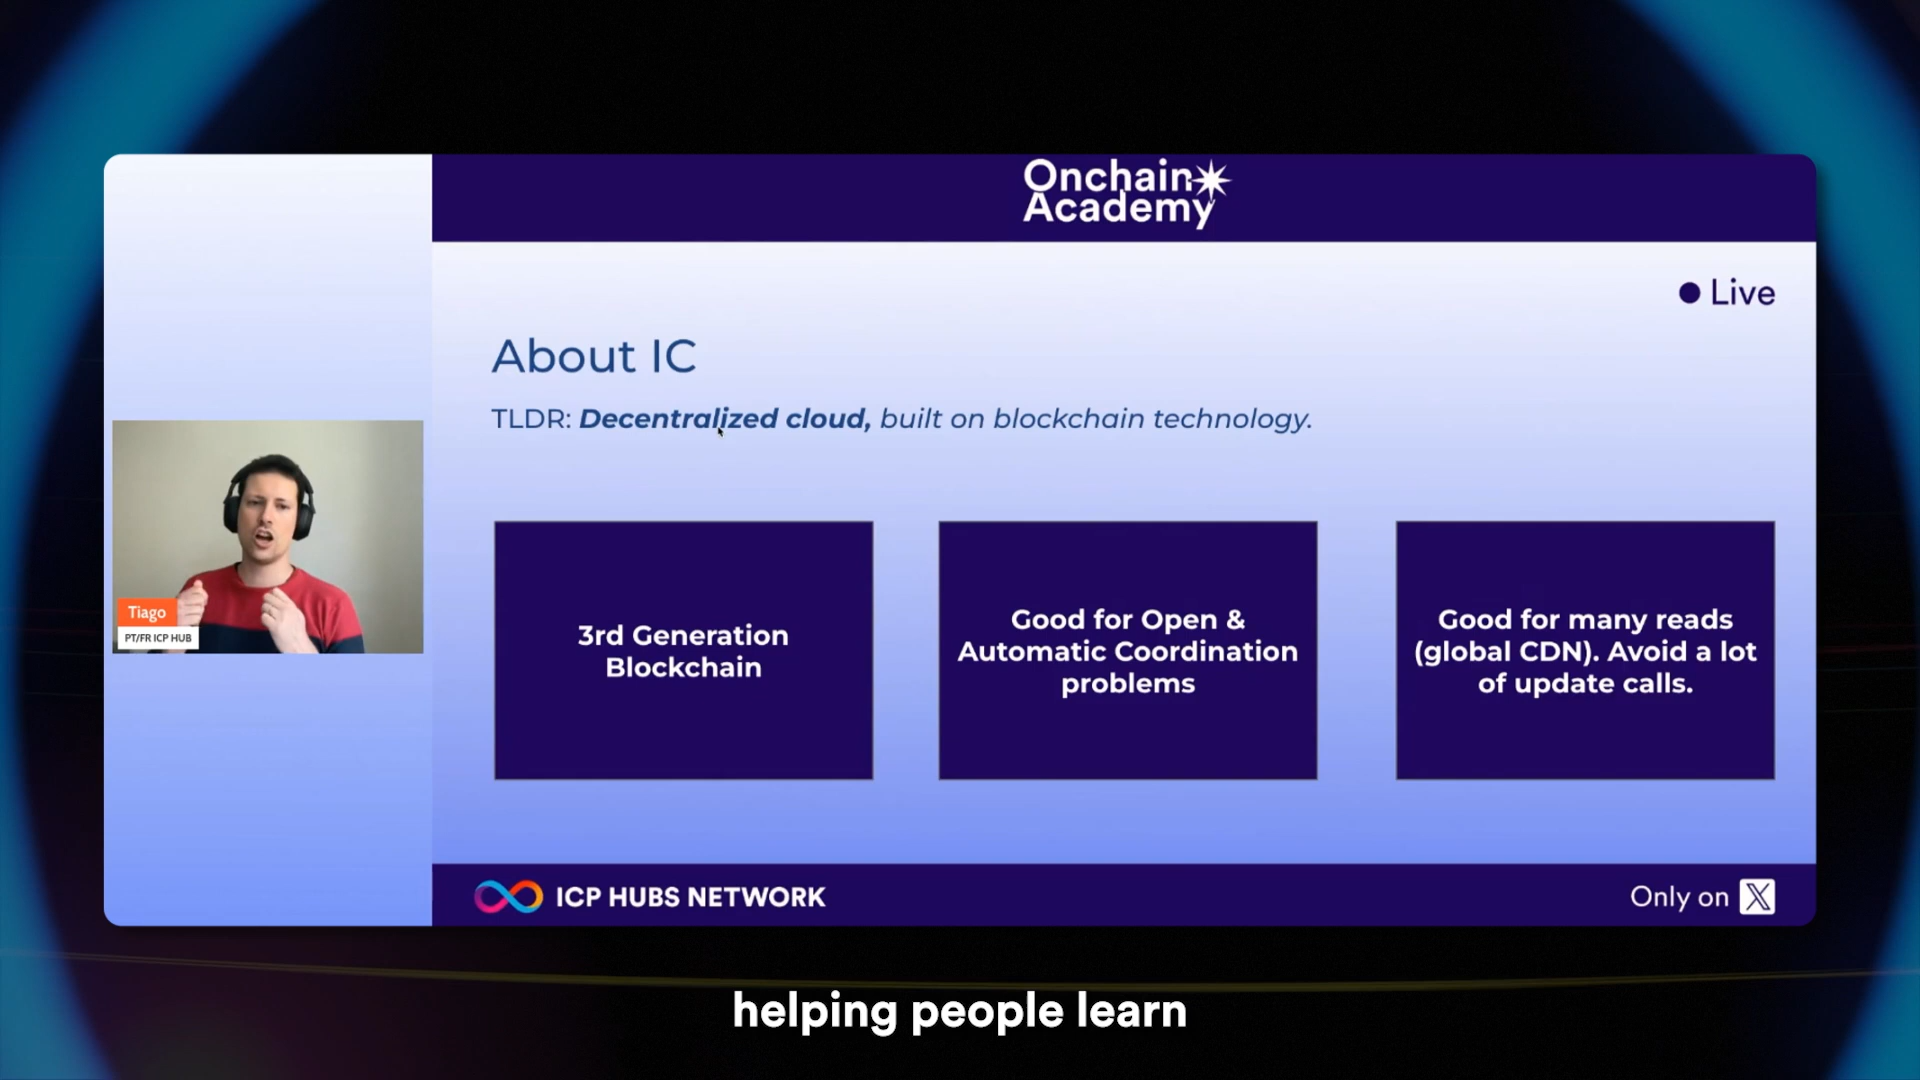 Onchain
Academy
Live
About IC
TLDR: Decentralized cloud, built on blockchain technology.
Tiago
PT/FR ICP HUB
3rd Generation
Blockchain
Good for Open &
Automatic Coordination
problems
Good for many reads
(global CDN). Avoid a lot
of update calls.
ICP HUBS NETWORK
Only on X
helping people learn